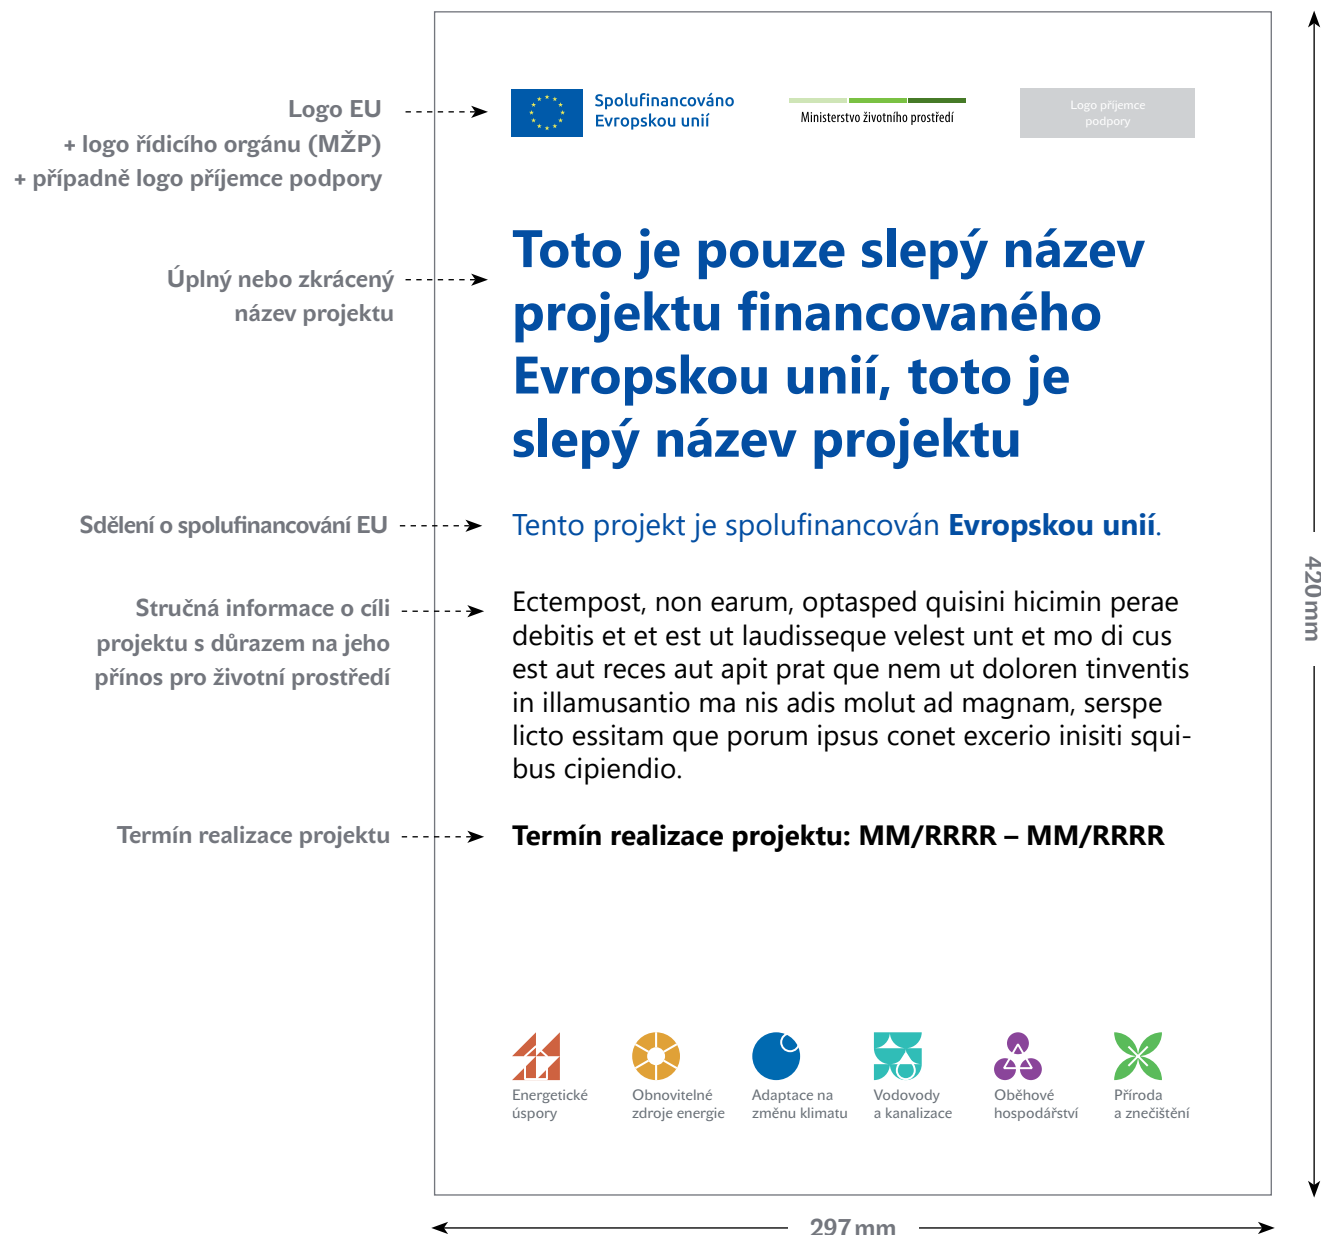 Logo EU
+ logo řídicího orgánu (MŽP)
+ případně logo příjemce podpory
Spolufinancováno
Evropskou unií
Ministerstvo životního prostředí
Logo příjemce
podpory
Úplný nebo zkrácený
název projektu
Toto je pouze slepý název
projektu financovaného
Evropskou unií, toto je
slepý název projektu
Sdělení o spolufinancování EU
Tento projekt je spolufinancován Evropskou unií.
Stručná informace o cíli
projektu s důrazem na jeho
přínos pro životní prostředí
Ectempost, non earum, optasped quisini hicimin perae
debitis et et est ut laudisseque velest unt et mo di cus
est aut reces aut apit prat que nem ut doloren tinventis
in illamusantio ma nis adis molut ad magnam, serspe
licto essitam que porum ipsus conet excerio inisiti squi-
bus cipiendio.
Termín realizace projektu
Termín realizace projektu: MM/RRRR – MM/RRRR
Energetické
úspory
Obnovitelné
zdroje energie
Adaptace na
změnu klimatu
Vodovody
a kanalizace
Oběhové
hospodářství
Příroda
a znečištění
420 mm
297 mm